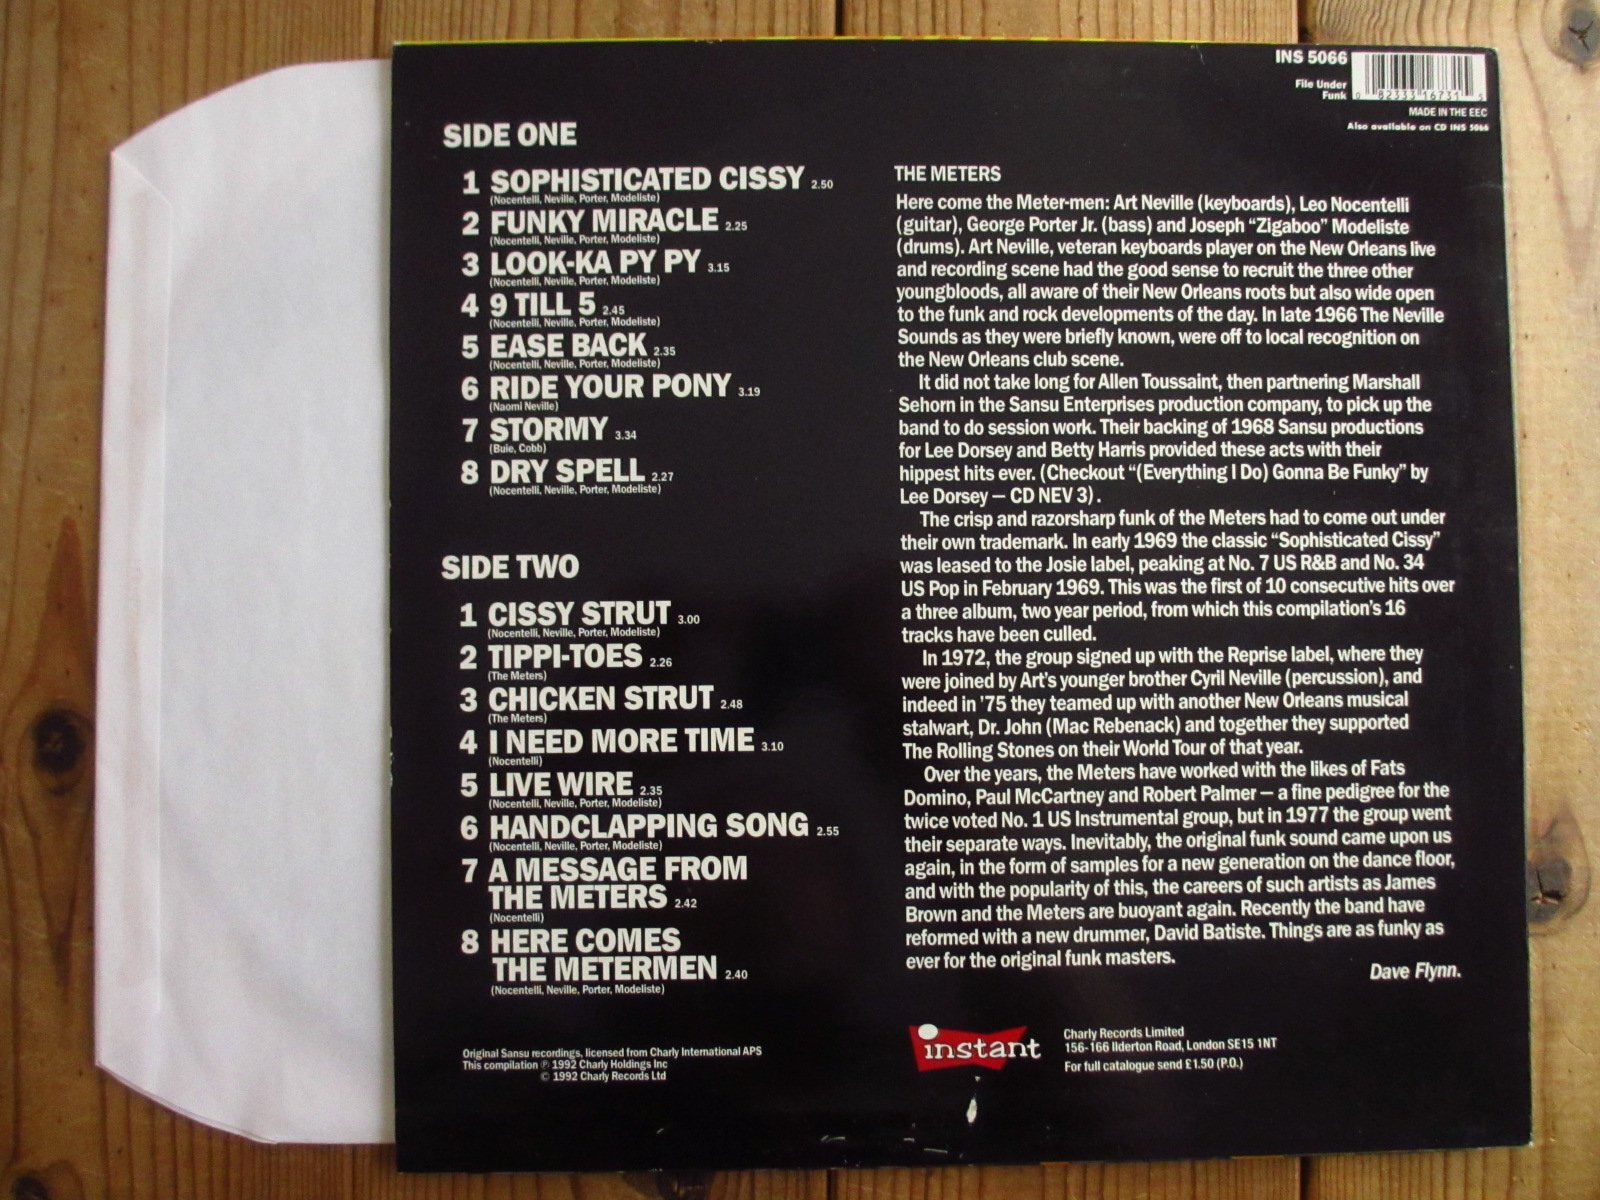 INS 5066
File Under
Funk
0 82333 16731 5
MADE IN THE EEC
Also available on CD INS 5066
SIDE ONE
1 SOPHISTICATED CISSY 2.50
(Nocentelli, Neville, Porter, Modeliste)
2 FUNKY MIRACLE 2.25
(Nocentelli, Neville, Porter, Modeliste)
3 LOOK-KA PY PY 3.15
(Nocentelli, Neville, Porter, Modeliste)
4 9 TILL 5 2.45
(Nocentelli, Neville, Porter, Modeliste)
5 EASE BACK 2.35
(Nocentelli, Neville, Porter, Modeliste)
6 RIDE YOUR PONY 3.19
(Naomi Neville)
7 STORMY 3.34
(Buie, Cobb)
8 DRY SPELL 2.27
(Nocentelli, Neville, Porter, Modeliste)
SIDE TWO
1 CISSY STRUT 3.00
(Nocentelli, Neville, Porter, Modeliste)
2 TIPPI-TOES 2.26
(The Meters)
3 CHICKEN STRUT 2.48
(The Meters)
4 I NEED MORE TIME 3.10
(Nocentelli)
5 LIVE WIRE 2.35
(Nocentelli, Neville, Porter, Modeliste)
6 HANDCLAPPING SONG 2.55
(Nocentelli, Neville, Porter, Modeliste)
7 A MESSAGE FROM
THE METERS 2.42
(Nocentelli)
8 HERE COMES
THE METERMEN 2.40
(Nocentelli, Neville, Porter, Modeliste)
Original Sansu recordings, licensed from Charly International APS
This compilation ℗ 1992 Charly Holdings Inc
© 1992 Charly Records Ltd
THE METERS
Here come the Meter-men: Art Neville (keyboards), Leo Nocentelli
(guitar), George Porter Jr. (bass) and Joseph “Zigaboo” Modeliste
(drums). Art Neville, veteran keyboards player on the New Orleans live
and recording scene had the good sense to recruit the three other
youngbloods, all aware of their New Orleans roots but also wide open
to the funk and rock developments of the day. In late 1966 The Neville
Sounds as they were briefly known, were off to local recognition on
the New Orleans club scene.
It did not take long for Allen Toussaint, then partnering Marshall
Sehorn in the Sansu Enterprises production company, to pick up the
band to do session work. Their backing of 1968 Sansu productions
for Lee Dorsey and Betty Harris provided these acts with their
hippest hits ever. (Checkout “(Everything I Do) Gonna Be Funky” by
Lee Dorsey – CD NEV 3).
The crisp and razorsharp funk of the Meters had to come out under
their own trademark. In early 1969 the classic “Sophisticated Cissy”
was leased to the Josie label, peaking at No. 7 US R&B and No. 34
US Pop in February 1969. This was the first of 10 consecutive hits over
a three album, two year period, from which this compilation's 16
tracks have been culled.
In 1972, the group signed up with the Reprise label, where they
were joined by Art's younger brother Cyril Neville (percussion), and
indeed in '75 they teamed up with another New Orleans musical
stalwart, Dr. John (Mac Rebenack) and together they supported
The Rolling Stones on their World Tour of that year.
Over the years, the Meters have worked with the likes of Fats
Domino, Paul McCartney and Robert Palmer – a fine pedigree for the
twice voted No. 1 US Instrumental group, but in 1977 the group went
their separate ways. Inevitably, the original funk sound came upon us
again, in the form of samples for a new generation on the dance floor,
and with the popularity of this, the careers of such artists as James
Brown and the Meters are buoyant again. Recently the band have
reformed with a new drummer, David Batiste. Things are as funky as
ever for the original funk masters.
Dave Flynn.
instant
Charly Records Limited
156-166 Ilderton Road, London SE15 1NT
For full catalogue send £1.50 (P.O.)